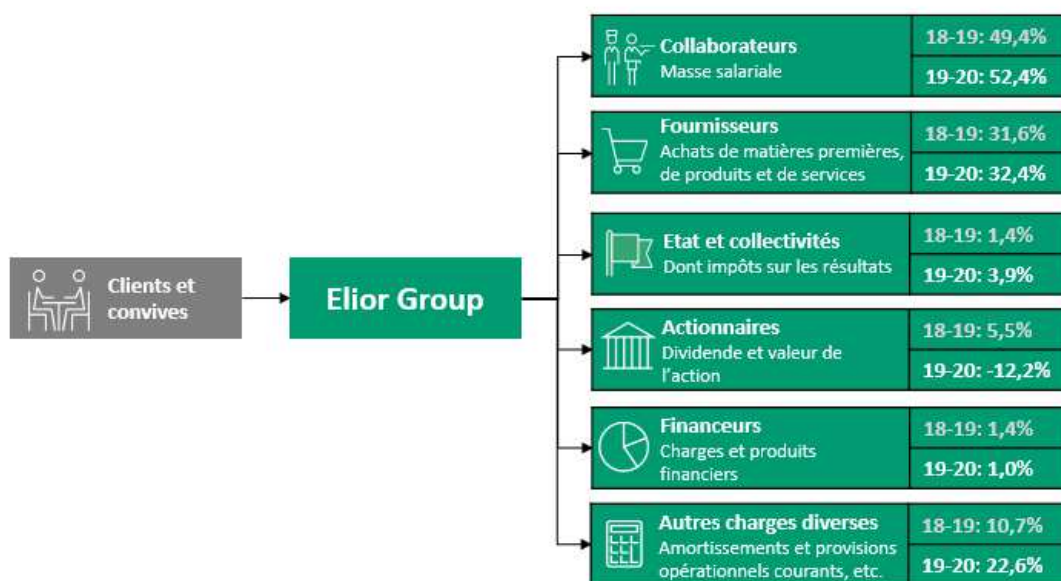 Clients et
convives
Elior Group
Collaborateurs
Masse salariale
18-19: 49,4%
19-20: 52,4%
Fournisseurs
Achats de matières premières,
de produits et de services
18-19: 31,6%
19-20: 32,4%
Etat et collectivités
Dont impôts sur les résultats
18-19: 1,4%
19-20: 3,9%
Actionnaires
Dividende et valeur de
l'action
18-19: 5,5%
19-20: -12,2%
Financeurs
Charges et produits
financiers
18-19: 1,4%
19-20: 1,0%
Autres charges diverses
Amortissements et provisions
opérationnels courants, etc.
18-19: 10,7%
19-20: 22,6%